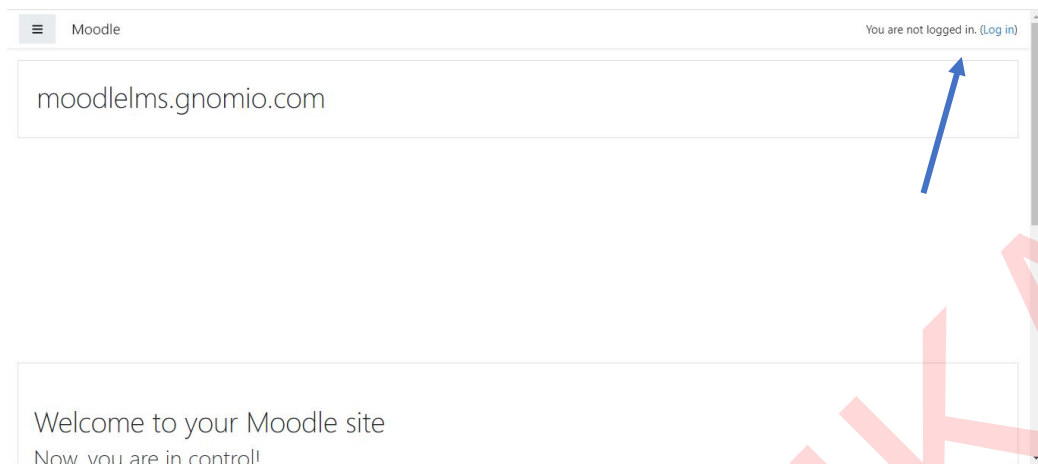 Moodle
You are not logged in. (Log in)
moodlelms.gnomio.com
Welcome to your Moodle site
Now, you are in control!